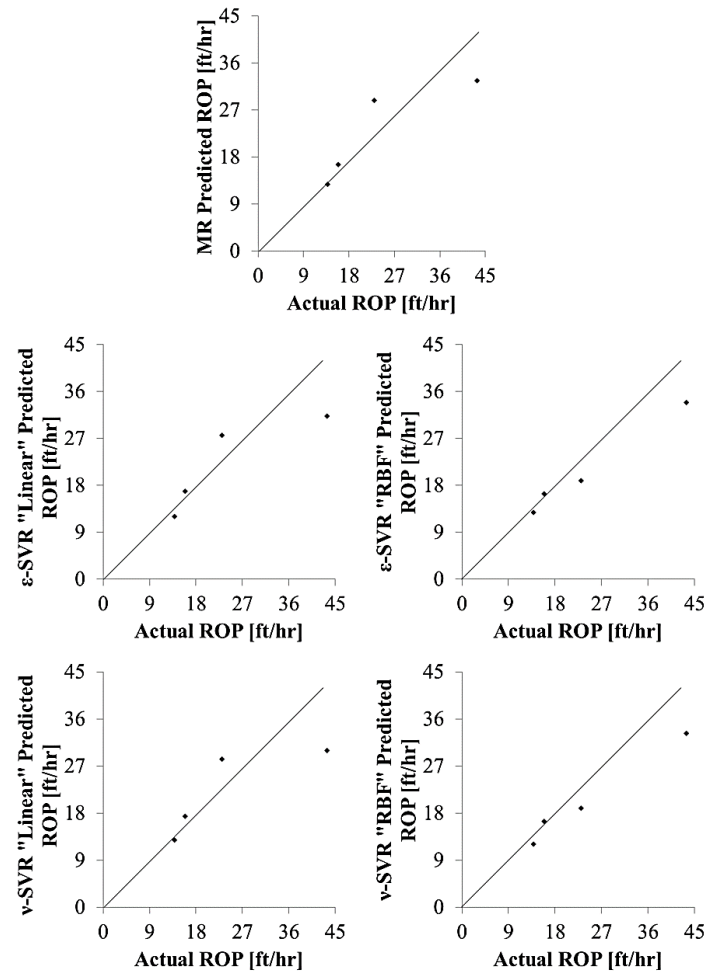 45
36
27
18
9
0
MR Predicted ROP [ft/hr]
0 9 18 27 36 45
Actual ROP [ft/hr]
45
36
27
18
9
0
ε-SVR "Linear" Predicted
ROP [ft/hr]
0 9 18 27 36 45
Actual ROP [ft/hr]
45
36
27
18
9
0
ε-SVR "RBF" Predicted
ROP [ft/hr]
0 9 18 27 36 45
Actual ROP [ft/hr]
45
36
27
18
9
0
ν-SVR "Linear" Predicted
ROP [ft/hr]
0 9 18 27 36 45
Actual ROP [ft/hr]
45
36
27
18
9
0
ν-SVR "RBF" Predicted
ROP [ft/hr]
0 9 18 27 36 45
Actual ROP [ft/hr]